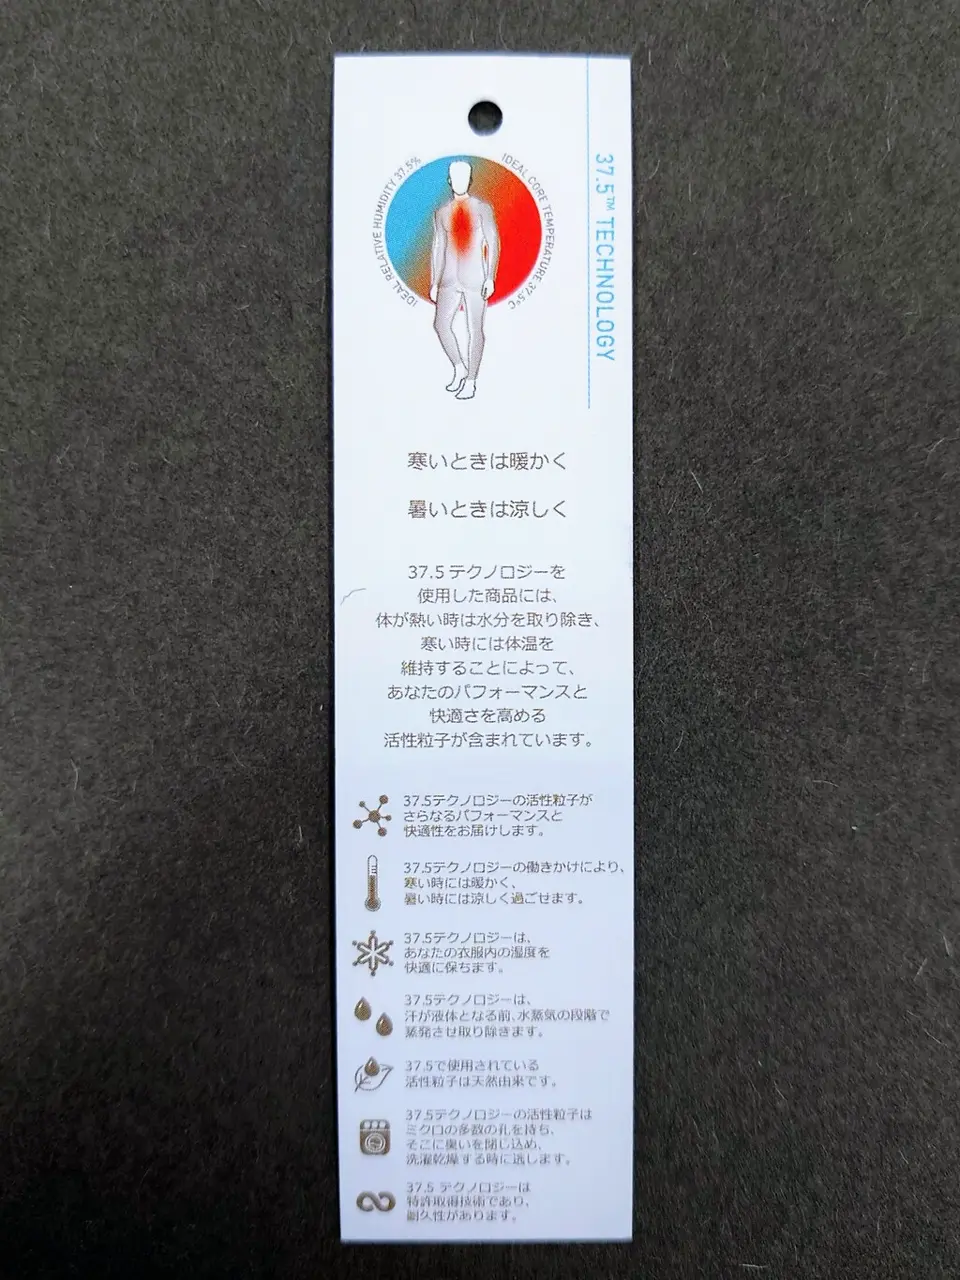 IDEAL RELATIVE HUMIDITY 37.5%
IDEAL CORE TEMPERATURE 37.5°C
37.5™ TECHNOLOGY
寒いときは暖かく
暑いときは涼しく
37.5 テクノロジーを
使用した商品には、
体が熱い時は水分を取り除き、
寒い時には体温を
維持することによって、
あなたのパフォーマンスと
快適さを高める
活性粒子が含まれています。
37.5テクノロジーの活性粒子が
さらなるパフォーマンスと
快適性をお届けします。
37.5テクノロジーの働きかけにより、
寒い時には暖かく、
暑い時には涼しく過ごせます。
37.5テクノロジーは、
あなたの衣服内の湿度を
快適に保ちます。
37.5テクノロジーは、
汗が液体となる前、水蒸気の段階で
蒸発させ取り除きます。
37.5で使用されている
活性粒子は天然由来です。
37.5テクノロジーの活性粒子は
ミクロの多数の孔を持ち、
そこに臭いを閉じ込め、
洗濯乾燥する時に逃します。
37.5 テクノロジーは
特許取得技術であり、
耐久性があります。